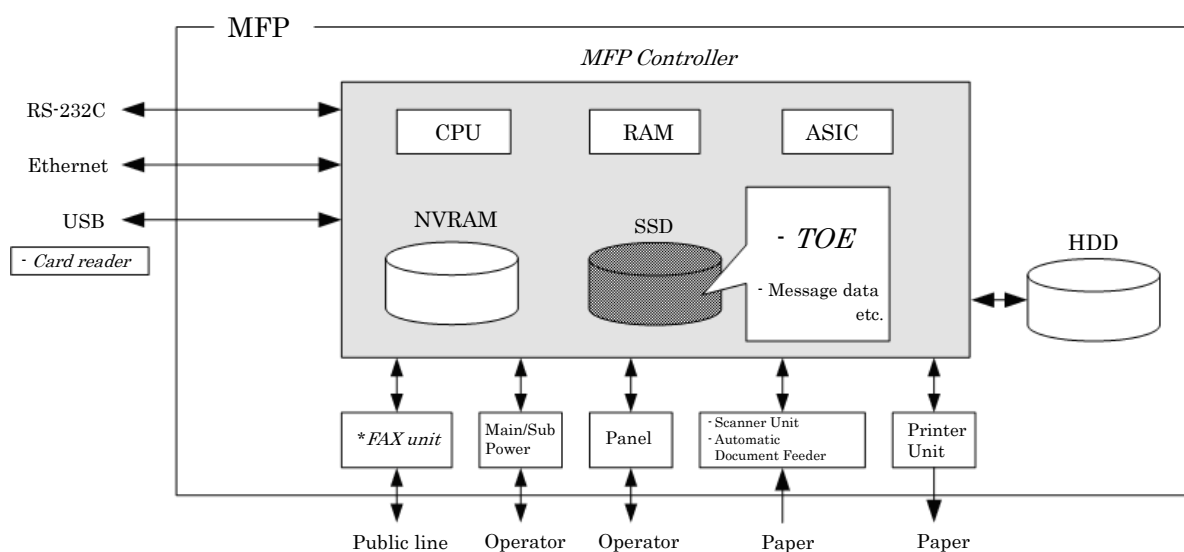 MFP
MFP Controller
RS-232C
CPU
RAM
ASIC
Ethernet
USB
- Card reader
NVRAM
SSD
- TOE
- Message data
etc.
HDD
*FAX unit
Main/Sub
Power
Panel
- Scanner Unit
- Automatic
Document Feeder
Printer
Unit
Public line
Operator
Operator
Paper
Paper